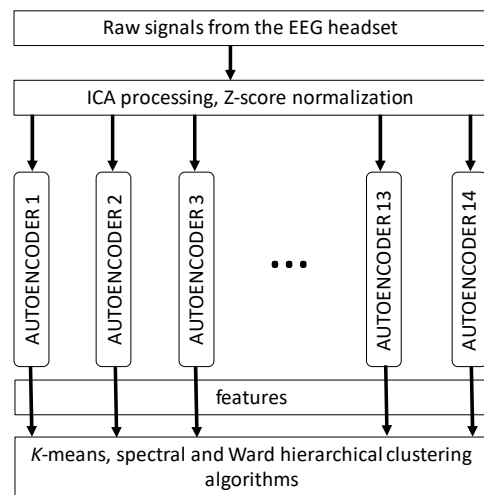 Raw signals from the EEG headset
ICA processing, Z-score normalization
AUTOENCODER 1
AUTOENCODER 2
AUTOENCODER 3
...
AUTOENCODER 13
AUTOENCODER 14
features
K-means, spectral and Ward hierarchical clustering
algorithms